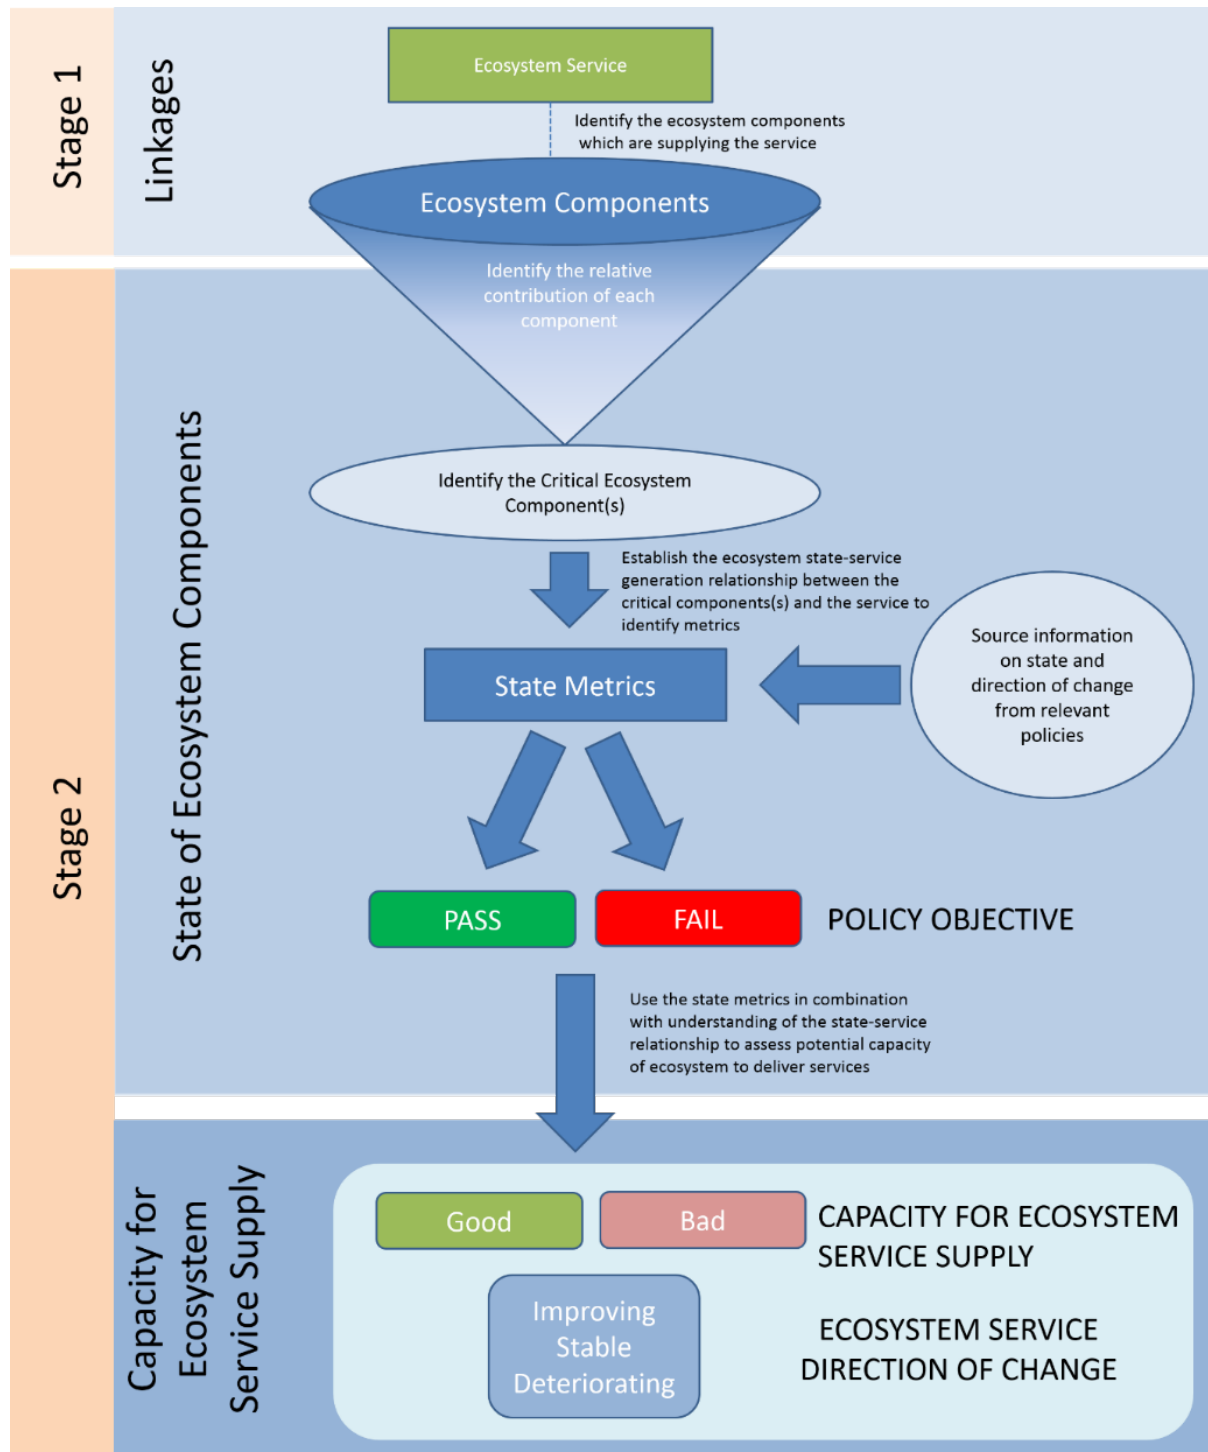 Stage 1
Linkages
Ecosystem Service
Identify the ecosystem components
which are supplying the service
Ecosystem Components
Identify the relative
contribution of each
component
Stage 2
State of Ecosystem Components
Identify the Critical Ecosystem
Component(s)
Establish the ecosystem state-service
generation relationship between the
critical components(s) and the service to
identify metrics
Source information
on state and
direction of change
from relevant
policies
State Metrics
PASS
FAIL
POLICY OBJECTIVE
Use the state metrics in combination
with understanding of the state-service
relationship to assess potential capacity
of ecosystem to deliver services
Capacity for
Ecosystem
Service Supply
Good
Bad
CAPACITY FOR ECOSYSTEM
SERVICE SUPPLY
Improving
Stable
Deteriorating
ECOSYSTEM SERVICE
DIRECTION OF CHANGE